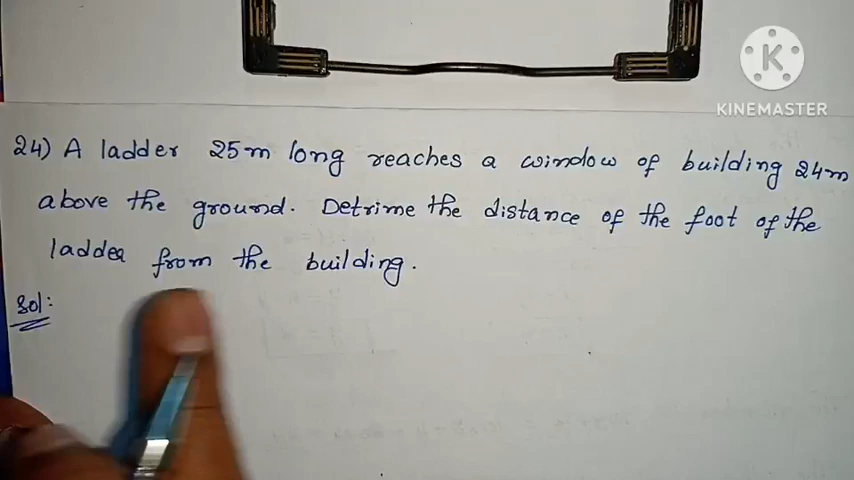 K
KINEMASTER
24) A ladder 25m long reaches a window of building 24m
above the ground. Detrime the distance of the foot of the
ladder from the building.
Sol: